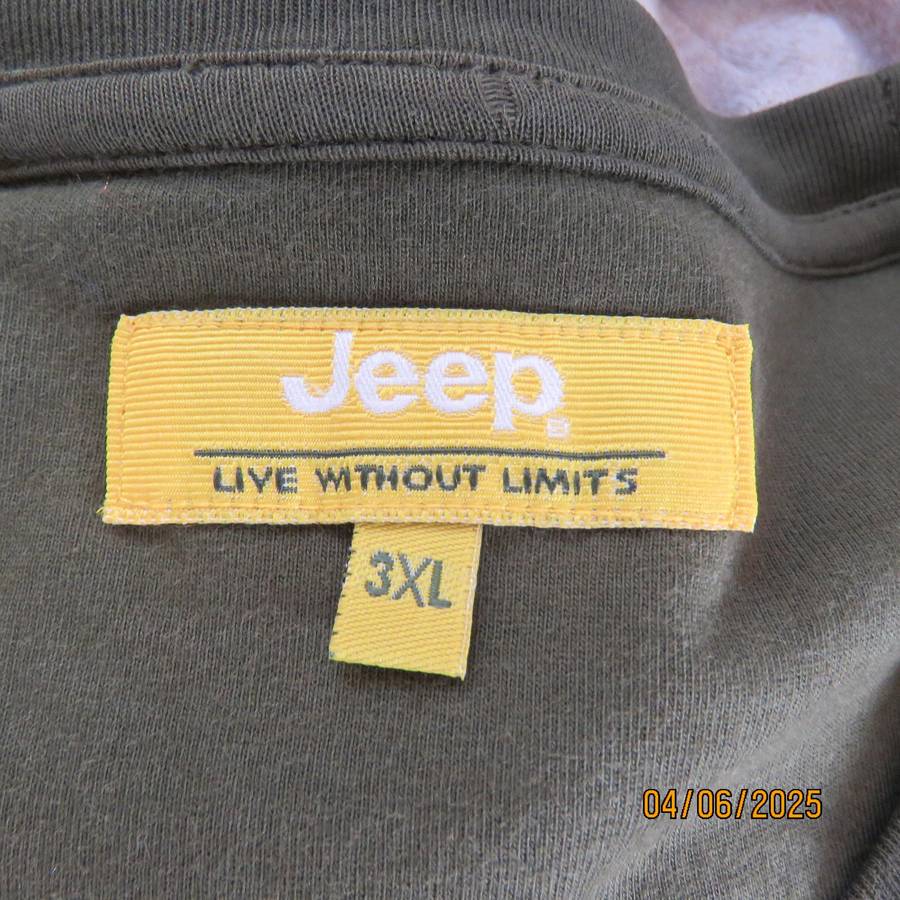 Jeep
LIVE WITHOUT LIMITS
3XL
04/06/2025